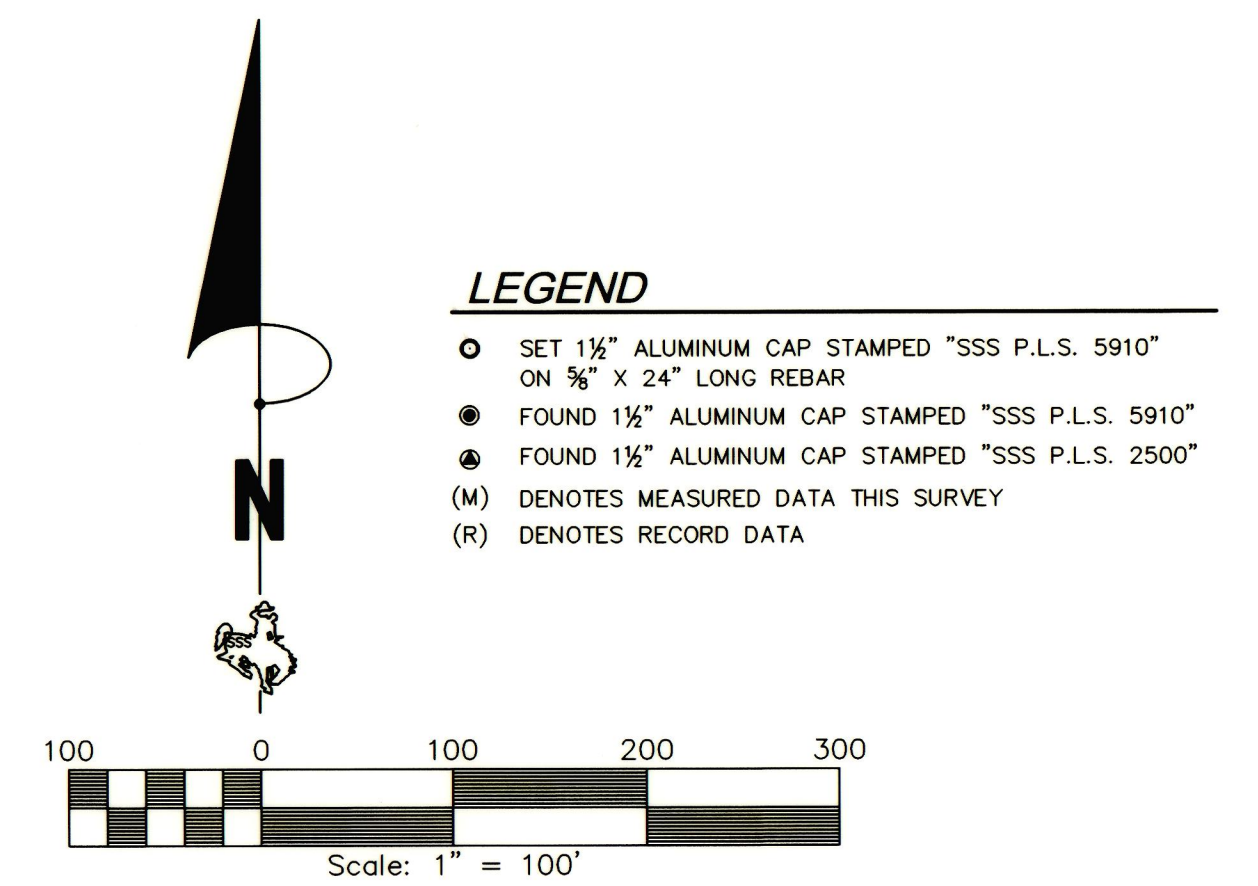 LEGEND
SET 1½" ALUMINUM CAP STAMPED "SSS P.L.S. 5910"
ON ⅝" X 24" LONG REBAR
FOUND 1½" ALUMINUM CAP STAMPED "SSS P.L.S. 5910"
FOUND 1½" ALUMINUM CAP STAMPED "SSS P.L.S. 2500"
(M) DENOTES MEASURED DATA THIS SURVEY
(R) DENOTES RECORD DATA
N
SSS
100 0 100 200 300
Scale: 1" = 100'